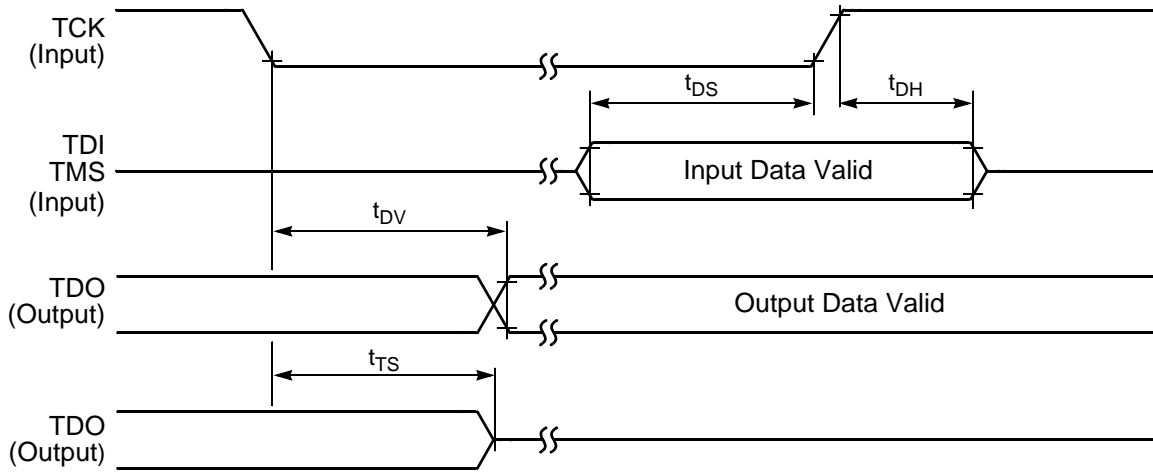 TCK
(Input)
tDS
tDH
TDI
TMS
(Input)
Input Data Valid
tDV
TDO
(Output)
Output Data Valid
tTS
TDO
(Output)